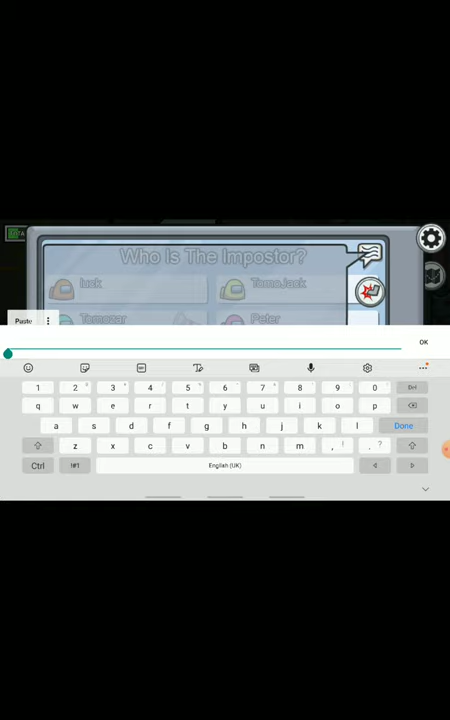 Who Is The Impostor?
luck
TomoJack
Tomozar
Peter
Paste
OK
1 2 3 4 5 6 7 8 9 0 Del
q w e r t y u i o p
a s d f g h j k l Done
z x c v b n m , ! . ?
Ctrl !#1 English (UK)